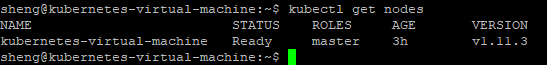 sheng@kubernetes-virtual-machine:~$ kubectl get nodes
NAME                         STATUS    ROLES     AGE       VERSION
kubernetes-virtual-machine   Ready     master    3h        v1.11.3
sheng@kubernetes-virtual-machine:~$